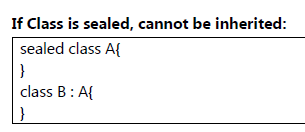 If Class is sealed, cannot be inherited:
sealed class A{
}
class B : A{
}